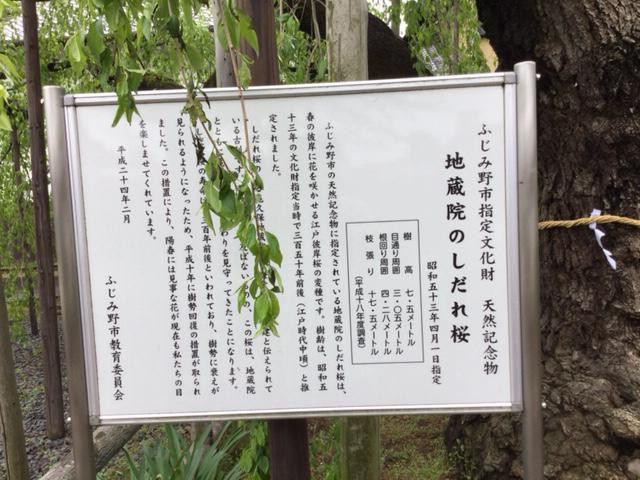 ふじみ野市指定文化財　天然記念物
地蔵院のしだれ桜
昭和五十三年四月一日指定
樹高　七・五メートル
目通り周囲　三・〇五メートル
根回り周囲　四・二八メートル
枝張り　十七・五メートル
（平成十八年度調査）
ふじみ野市の天然記念物に指定されている地蔵院のしだれ桜は、
春の彼岸に花を咲かせる江戸彼岸桜の変種です。樹齢は、昭和五
十三年の文化財指定当時で三百五十年前後（江戸時代中頃）と推
定されました。
しだれ桜 と伝えられて
いる古 この桜は、地蔵院
とと わりを見守ってきたことになります。
百年前後といわれており、樹勢に衰えが
見られるようになったため、平成十年に樹勢回復の措置が取られ
ました。この措置により、陽春には見事な花が現在も私たちの目
を楽しませてくれています。
平成二十四年二月
ふじみ野市教育委員会